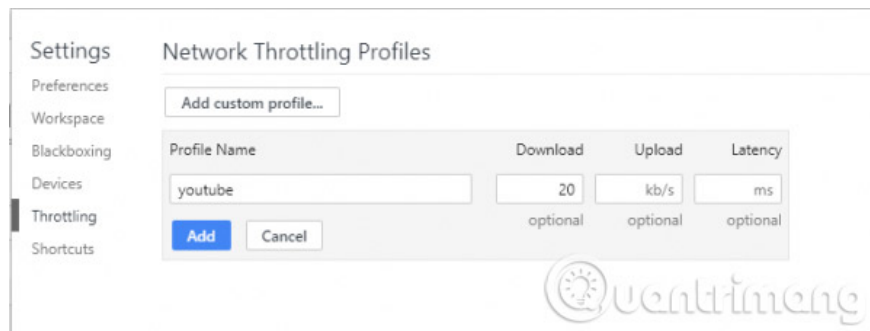 Settings
Preferences
Workspace
Blackboxing
Devices
Throttling
Shortcuts
Network Throttling Profiles
Add custom profile...
Profile Name Download Upload Latency
youtube 20 kb/s ms
optional optional optional
Add Cancel
Quantrimang